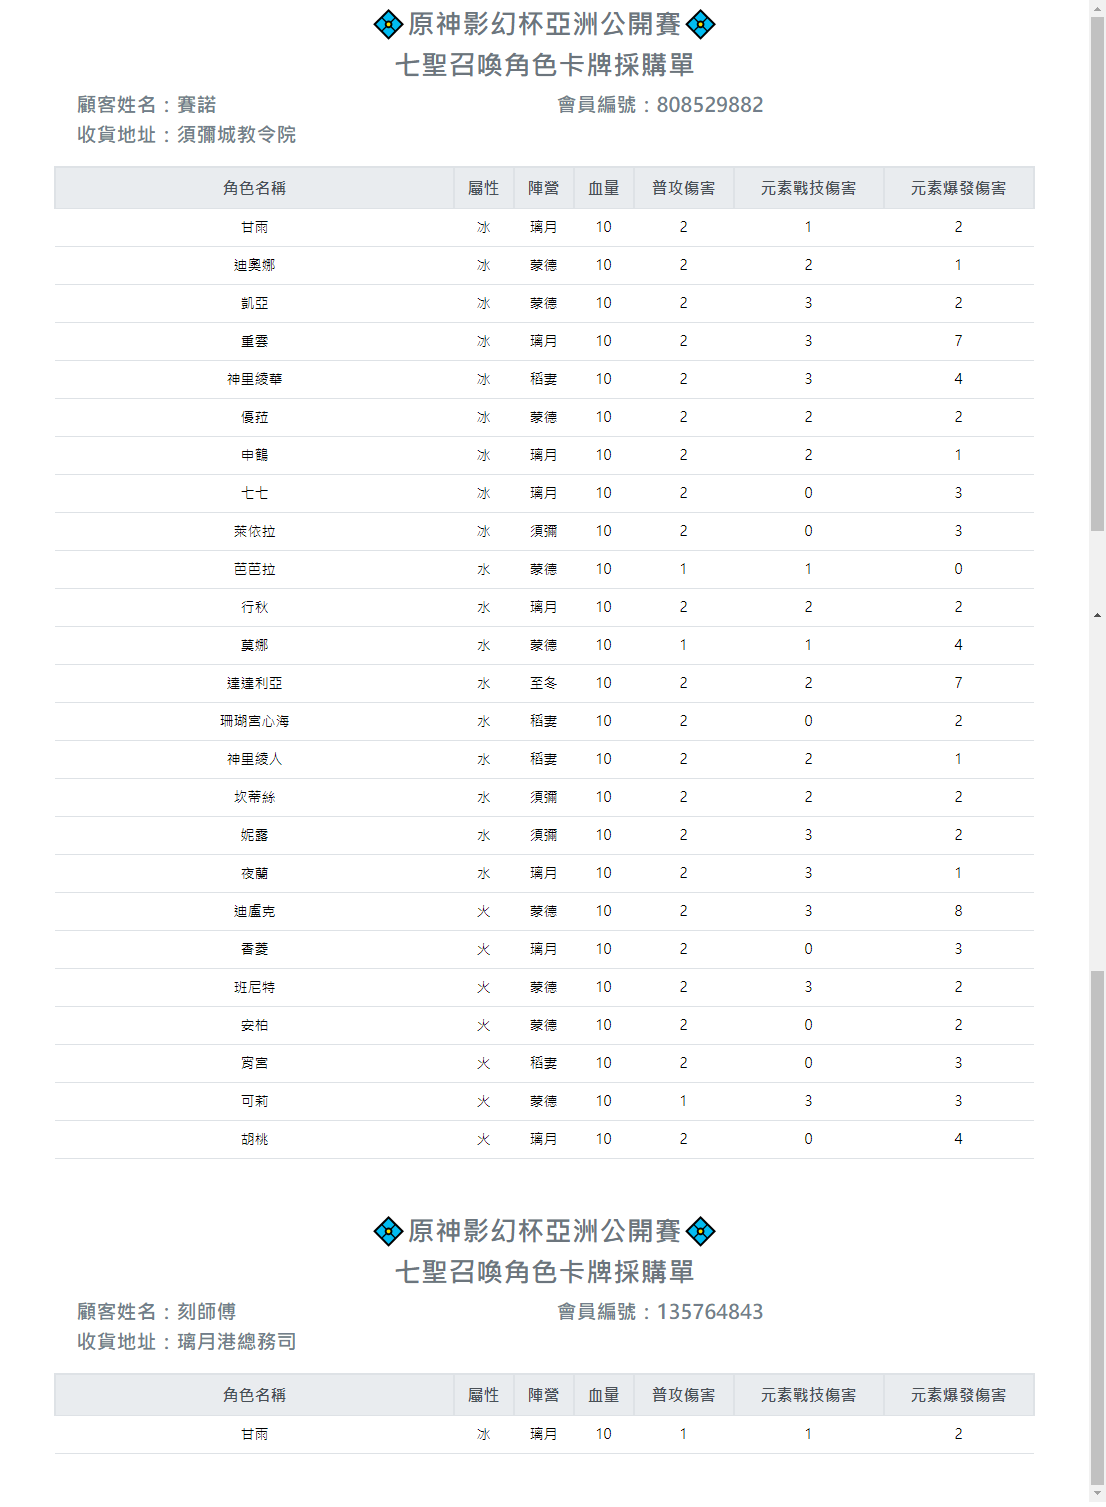 原神影幻杯亞洲公開賽
七聖召喚角色卡牌採購單
顧客姓名：賽諾 會員編號：808529882
收貨地址：須彌城教令院
角色名稱 屬性 陣營 血量 普攻傷害 元素戰技傷害 元素爆發傷害
甘雨 冰 璃月 10 2 1 2
迪奧娜 冰 蒙德 10 2 2 1
凱亞 冰 蒙德 10 2 3 2
重雲 冰 璃月 10 2 3 7
神里綾華 冰 稻妻 10 2 3 4
優菈 冰 蒙德 10 2 2 2
申鶴 冰 璃月 10 2 2 1
七七 冰 璃月 10 2 0 3
萊依拉 冰 須彌 10 2 0 3
芭芭拉 水 蒙德 10 1 1 0
行秋 水 璃月 10 2 2 2
莫娜 水 蒙德 10 1 1 4
達達利亞 水 至冬 10 2 2 7
珊瑚宮心海 水 稻妻 10 2 0 2
神里綾人 水 稻妻 10 2 2 1
坎蒂絲 水 須彌 10 2 2 2
妮露 水 須彌 10 2 3 2
夜蘭 水 璃月 10 2 3 1
迪盧克 火 蒙德 10 2 3 8
香菱 火 璃月 10 2 0 3
班尼特 火 蒙德 10 2 3 2
安柏 火 蒙德 10 2 0 2
宵宮 火 稻妻 10 2 0 3
可莉 火 蒙德 10 1 3 3
胡桃 火 璃月 10 2 0 4
原神影幻杯亞洲公開賽
七聖召喚角色卡牌採購單
顧客姓名：刻師傅 會員編號：135764843
收貨地址：璃月港總務司
角色名稱 屬性 陣營 血量 普攻傷害 元素戰技傷害 元素爆發傷害
甘雨 冰 璃月 10 1 1 2